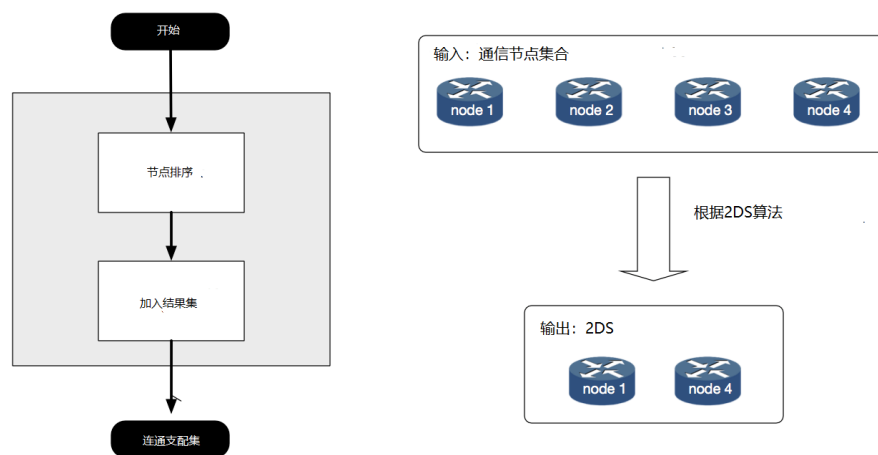 开始
节点排序
加入结果集
连通支配集
输入：通信节点集合
node 1
node 2
node 3
node 4
根据2DS算法
输出：2DS
node 1
node 4